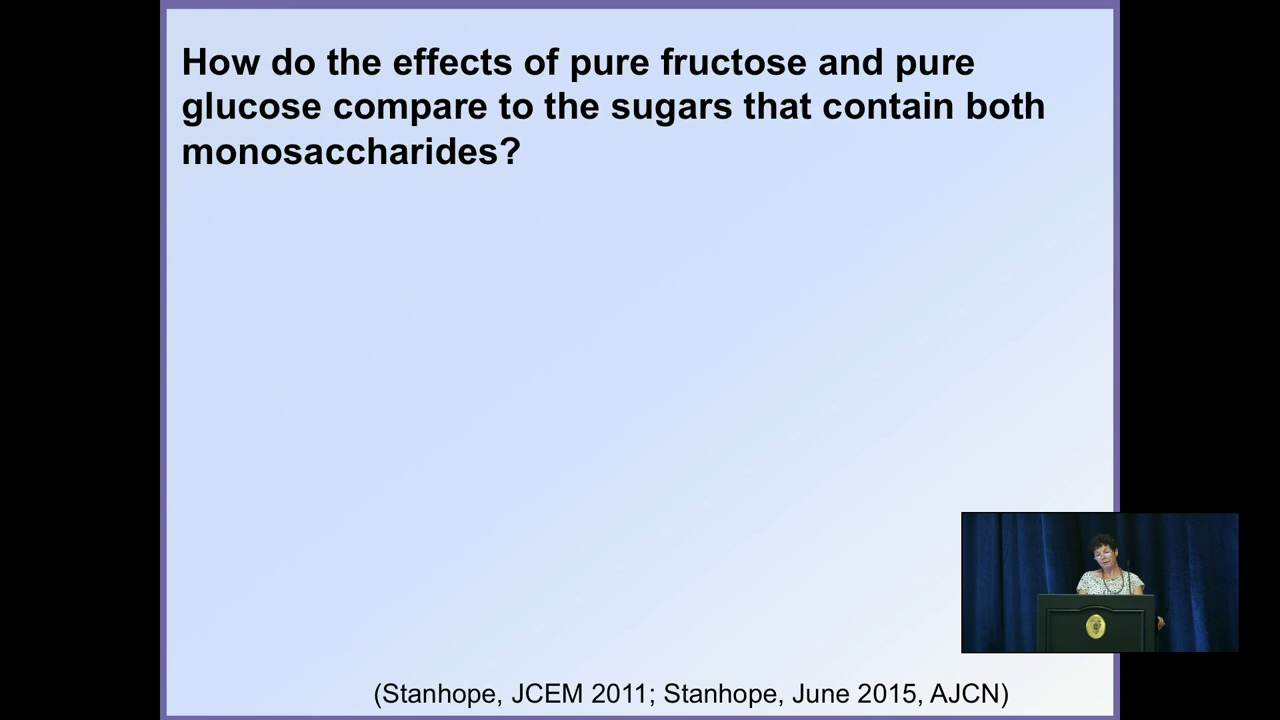 How do the effects of pure fructose and pure
glucose compare to the sugars that contain both
monosaccharides?
(Stanhope, JCEM 2011; Stanhope, June 2015, AJCN)